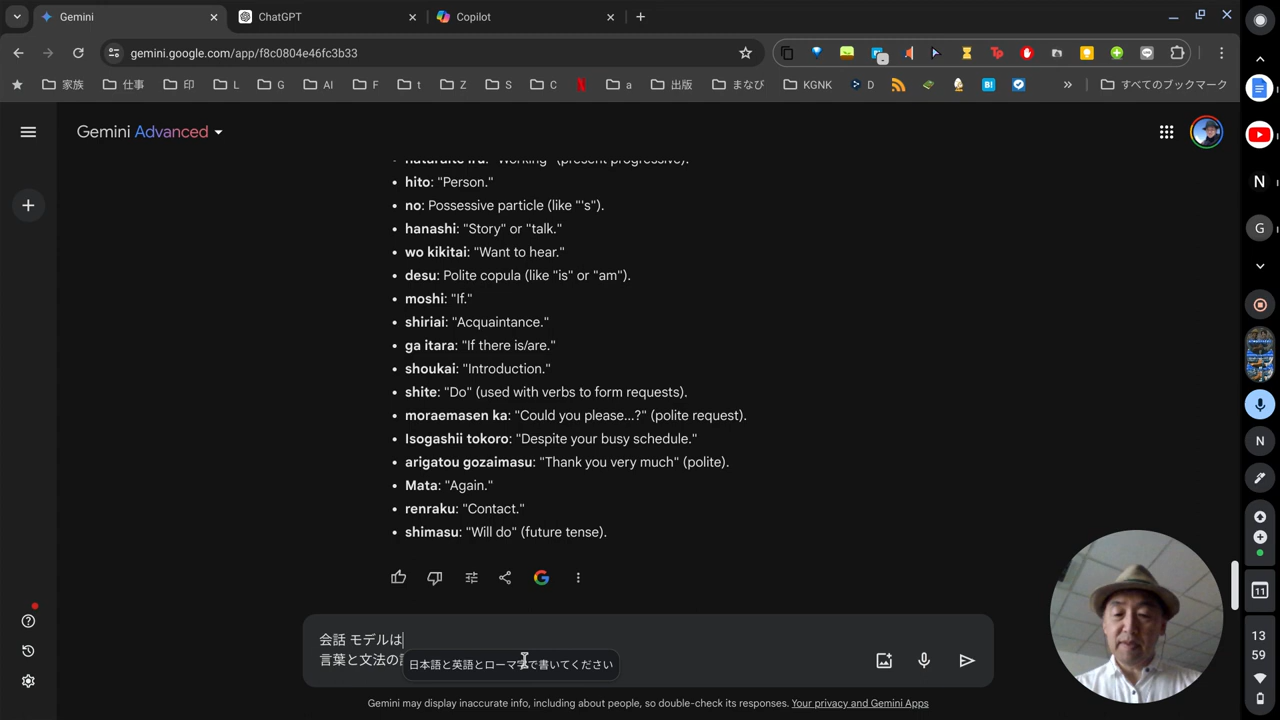 Gemini
ChatGPT
Copilot
gemini.google.com/app/f8c0804e46fc3b33
家族
仕事
印
L
G
AI
F
t
Z
S
C
a
出版
まなび
KGNK
D
すべてのブックマーク
Gemini Advanced
hataraite iru: "Working" (present progressive).
hito: "Person."
no: Possessive particle (like "'s").
hanashi: "Story" or "talk."
wo kikitai: "Want to hear."
desu: Polite copula (like "is" or "am").
moshi: "If."
shiriai: "Acquaintance."
ga itara: "If there is/are."
shoukai: "Introduction."
shite: "Do" (used with verbs to form requests).
moraemasen ka: "Could you please...?" (polite request).
Isogashii tokoro: "Despite your busy schedule."
arigatou gozaimasu: "Thank you very much" (polite).
Mata: "Again."
renraku: "Contact."
shimasu: "Will do" (future tense).
会話 モデルは
言葉と文法の
日本語と英語とローマ字で書いてください
Gemini may display inaccurate info, including about people, so double-check its responses. Your privacy and Gemini Apps
N
G
N
11
13
59